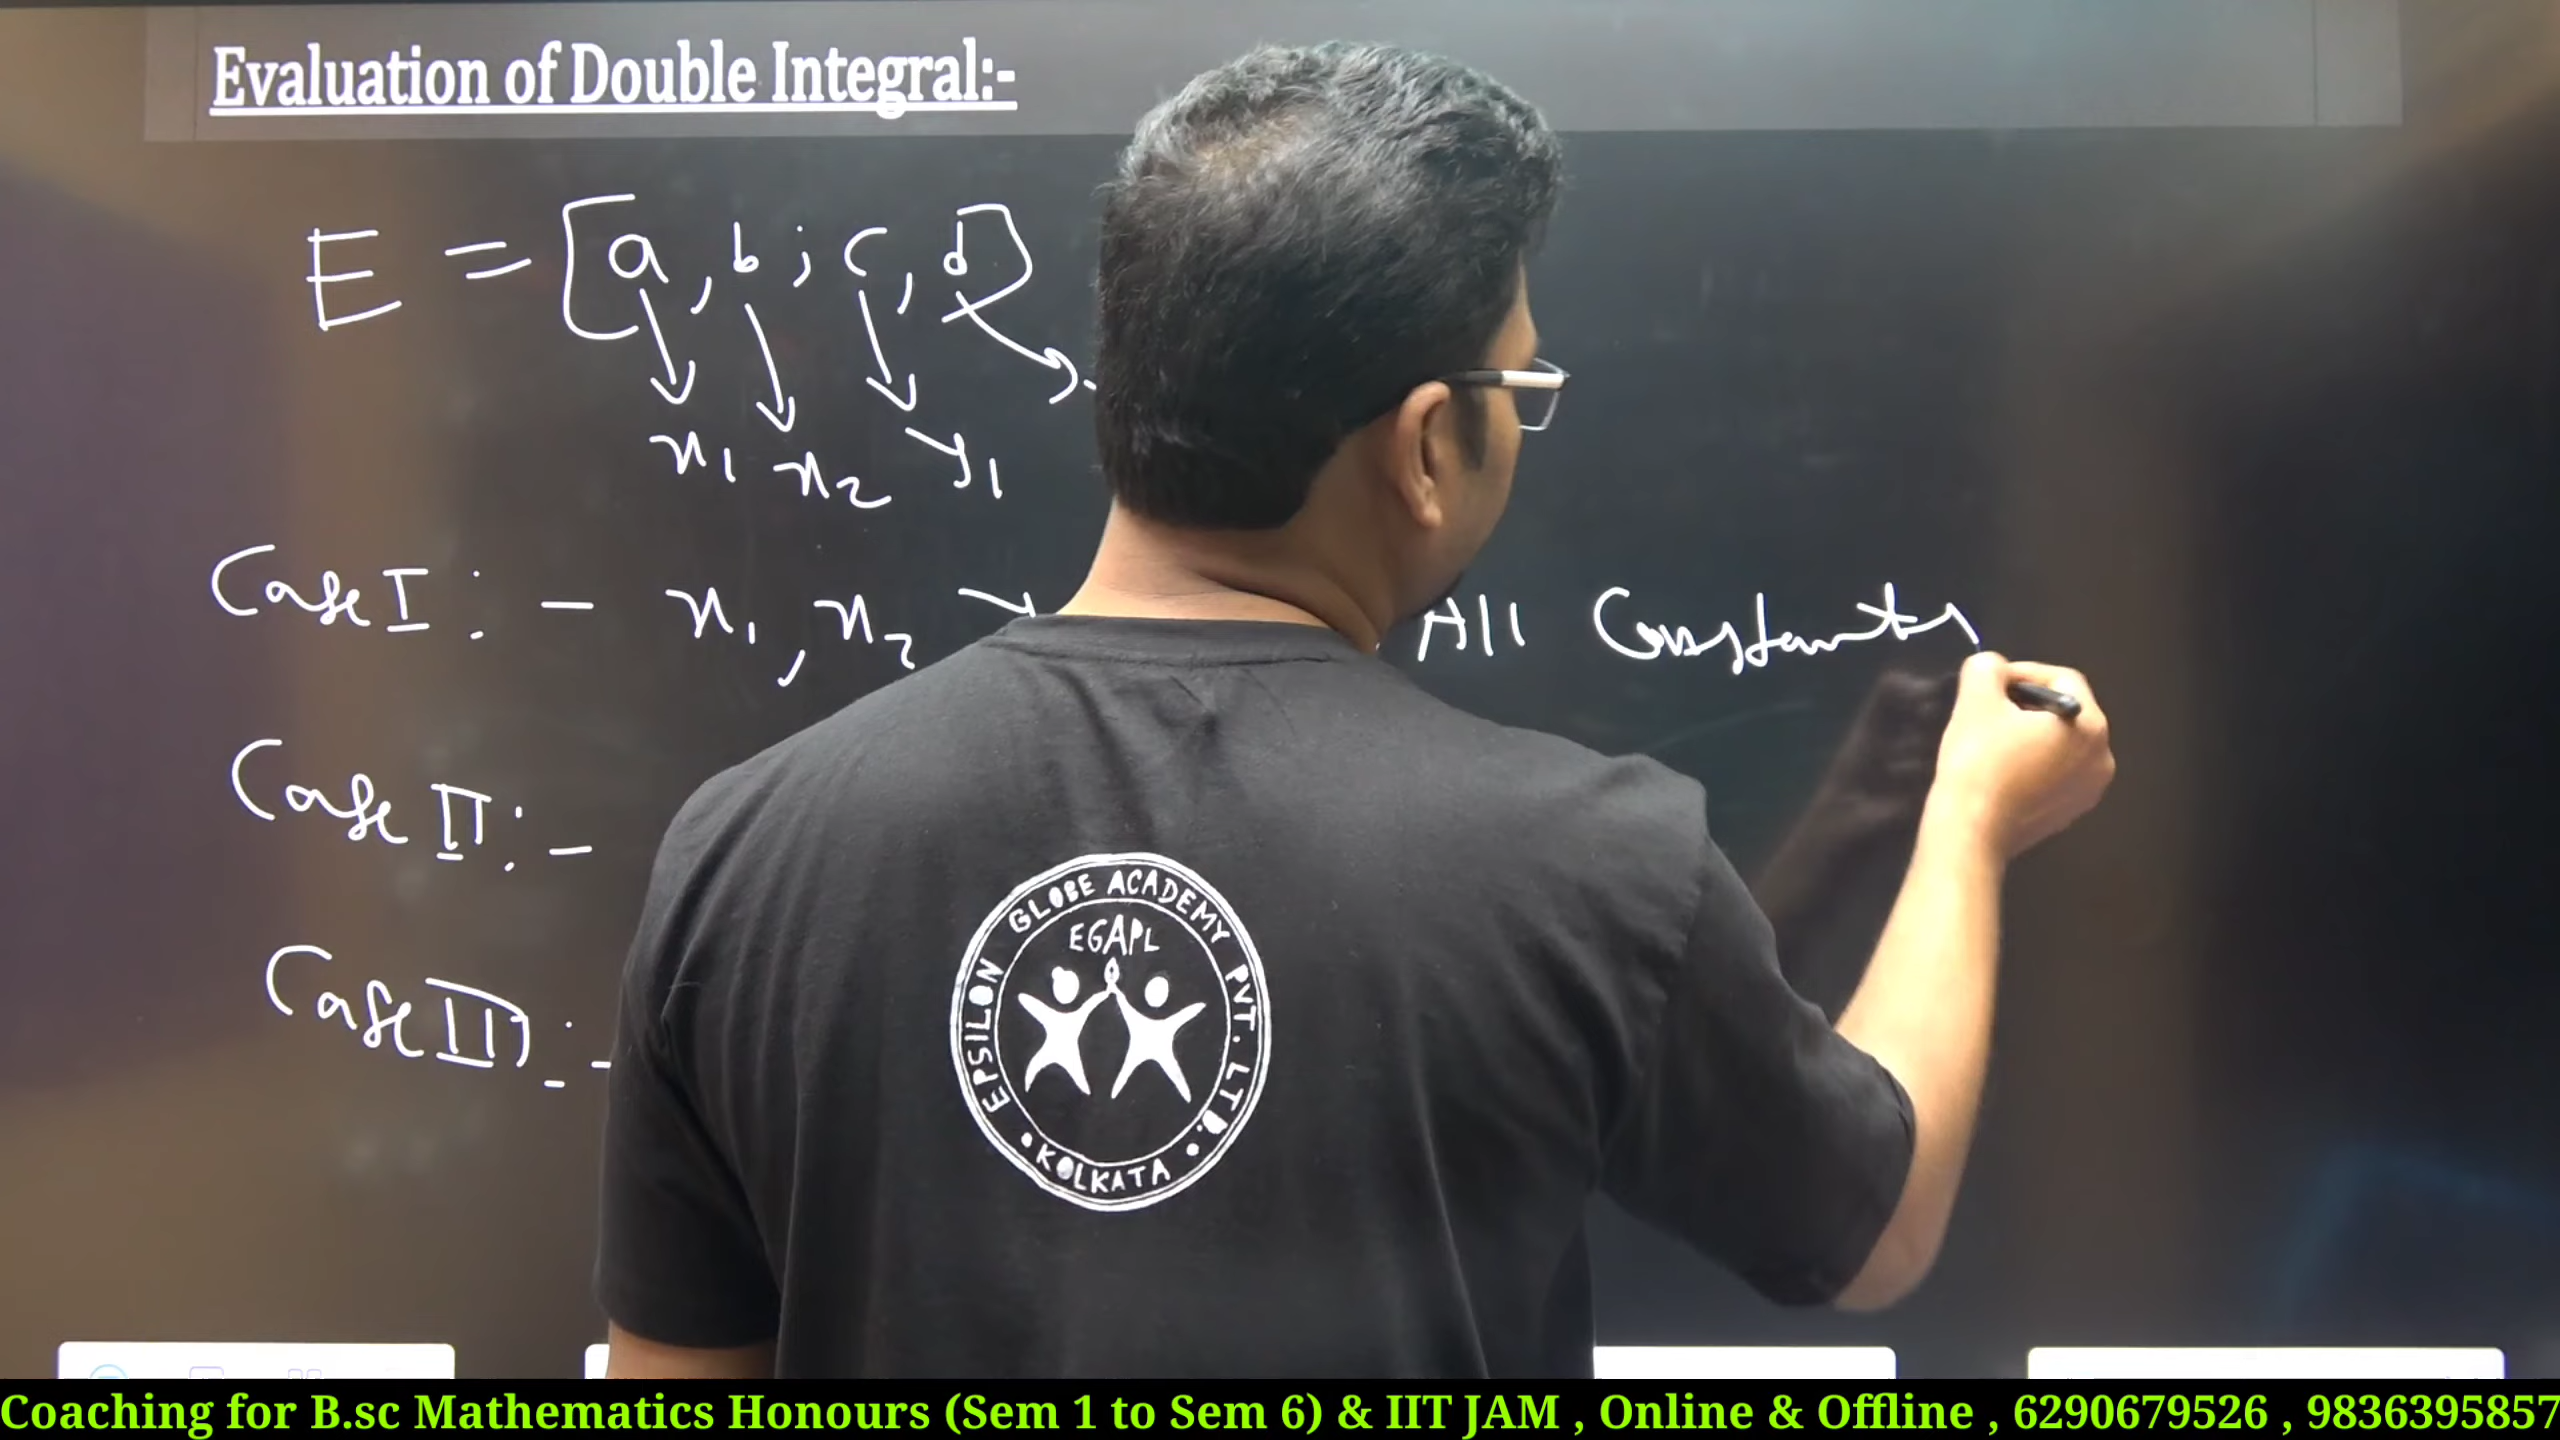 Evaluation of Double Integral:-
E = [a, b; c, d]
x1 x2 y1
Case I : - x1, x2 All Constants
Case II : -
Case III : -
EPSILON GLOBE ACADEMY PVT. LTD.
EGAPL
• KOLKATA •
Coaching for B.sc Mathematics Honours (Sem 1 to Sem 6) & IIT JAM , Online & Offline , 6290679526 , 9836395857